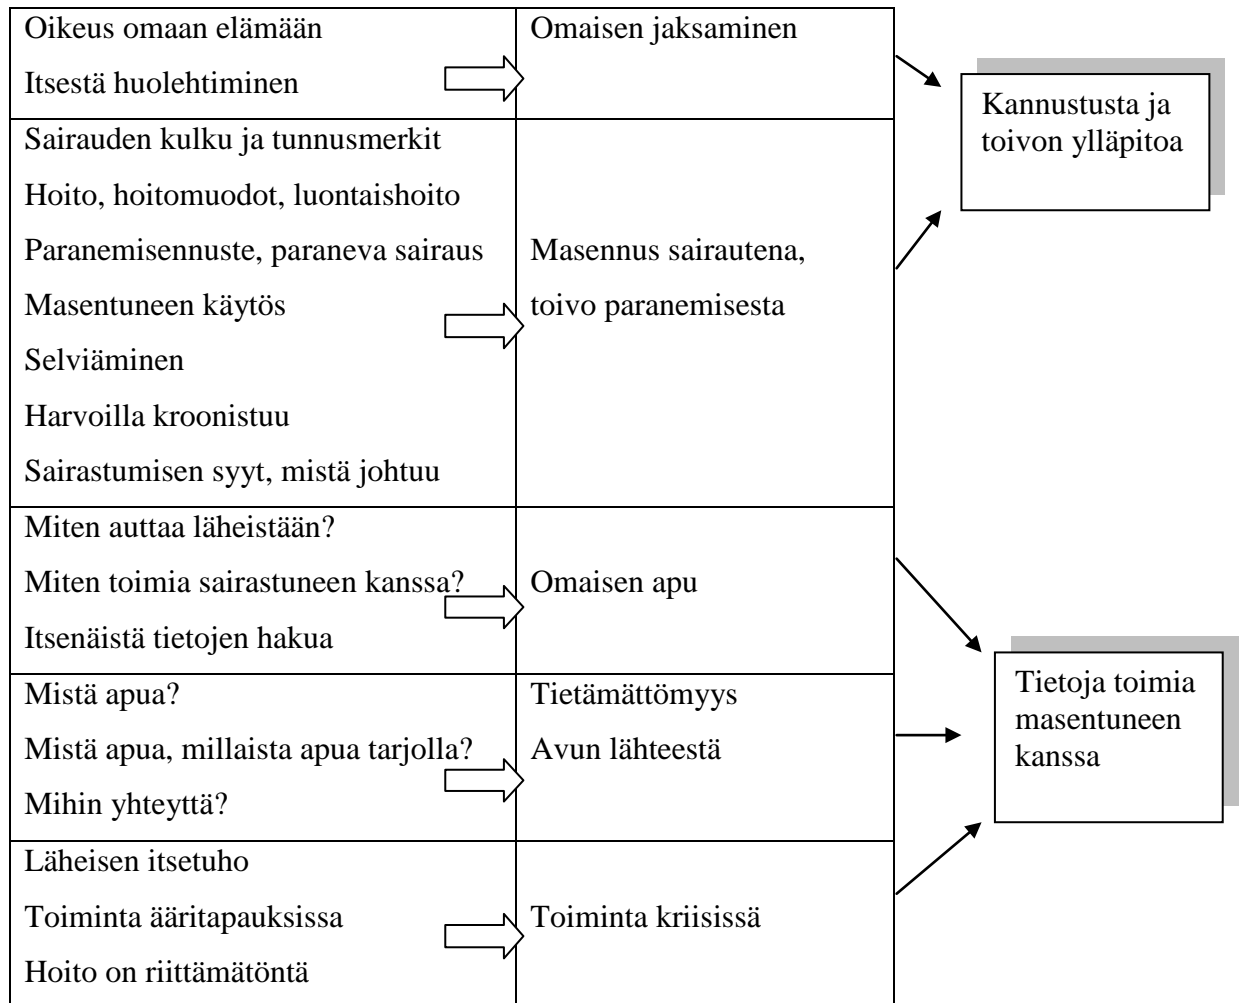 Oikeus omaan elämään
Itsestä huolehtiminen
Omaisen jaksaminen
Kannustusta ja
toivon ylläpitoa
Sairauden kulku ja tunnusmerkit
Hoito, hoitomuodot, luontaishoito
Paranemisennuste, paraneva sairaus
Masentuneen käytös
Selviäminen
Harvoilla kroonistuu
Sairastumisen syyt, mistä johtuu
Masennus sairautena,
toivo paranemisesta
Miten auttaa läheistään?
Miten toimia sairastuneen kanssa?
Itsenäistä tietojen hakua
Omaisen apu
Mistä apua?
Mistä apua, millaista apua tarjolla?
Mihin yhteyttä?
Tietämättömyys
Avun lähteestä
Tietoja toimia
masentuneen
kanssa
Läheisen itsetuho
Toiminta ääritapauksissa
Hoito on riittämätöntä
Toiminta kriisissä